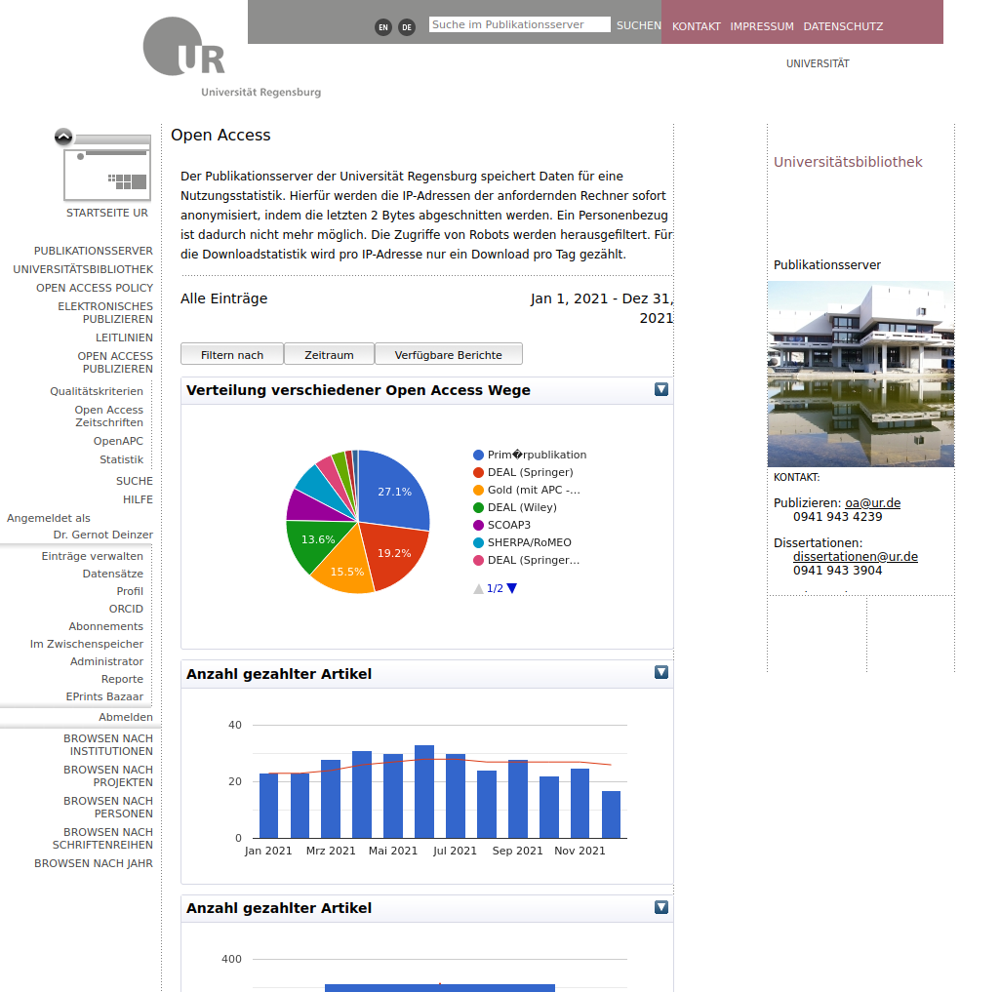 EN DE
Suche im Publikationsserver SUCHEN
KONTAKT IMPRESSUM DATENSCHUTZ
UR
Universität Regensburg
UNIVERSITÄT
STARTSEITE UR
PUBLIKATIONSSERVER
UNIVERSITÄTSBIBLIOTHEK
OPEN ACCESS POLICY
ELEKTRONISCHES
PUBLIZIEREN
LEITLINIEN
OPEN ACCESS
PUBLIZIEREN
Qualitätskriterien
Open Access
Zeitschriften
OpenAPC
Statistik
SUCHE
HILFE
Angemeldet als
Dr. Gernot Deinzer
Einträge verwalten
Datensätze
Profil
ORCID
Abonnements
Im Zwischenspeicher
Administrator
Reporte
EPrints Bazaar
Abmelden
BROWSEN NACH
INSTITUTIONEN
BROWSEN NACH
PROJEKTEN
BROWSEN NACH
PERSONEN
BROWSEN NACH
SCHRIFTENREIHEN
BROWSEN NACH JAHR
Open Access
Der Publikationsserver der Universität Regensburg speichert Daten für eine
Nutzungsstatistik. Hierfür werden die IP-Adressen der anfordernden Rechner sofort
anonymisiert, indem die letzten 2 Bytes abgeschnitten werden. Ein Personenbezug
ist dadurch nicht mehr möglich. Die Zugriffe von Robots werden herausgefiltert. Für
die Downloadstatistik wird pro IP-Adresse nur ein Download pro Tag gezählt.
Alle Einträge
Jan 1, 2021 - Dez 31,
2021
Filtern nach Zeitraum Verfügbare Berichte
Verteilung verschiedener Open Access Wege
27.1%
19.2%
15.5%
13.6%
Prim�rpublikation
DEAL (Springer)
Gold (mit APC -...
DEAL (Wiley)
SCOAP3
SHERPA/RoMEO
DEAL (Springer...
1/2
Anzahl gezahlter Artikel
40
20
0
Jan 2021 Mrz 2021 Mai 2021 Jul 2021 Sep 2021 Nov 2021
Anzahl gezahlter Artikel
400
Universitätsbibliothek
Publikationsserver
KONTAKT:
Publizieren: oa@ur.de
0941 943 4239
Dissertationen:
dissertationen@ur.de
0941 943 3904